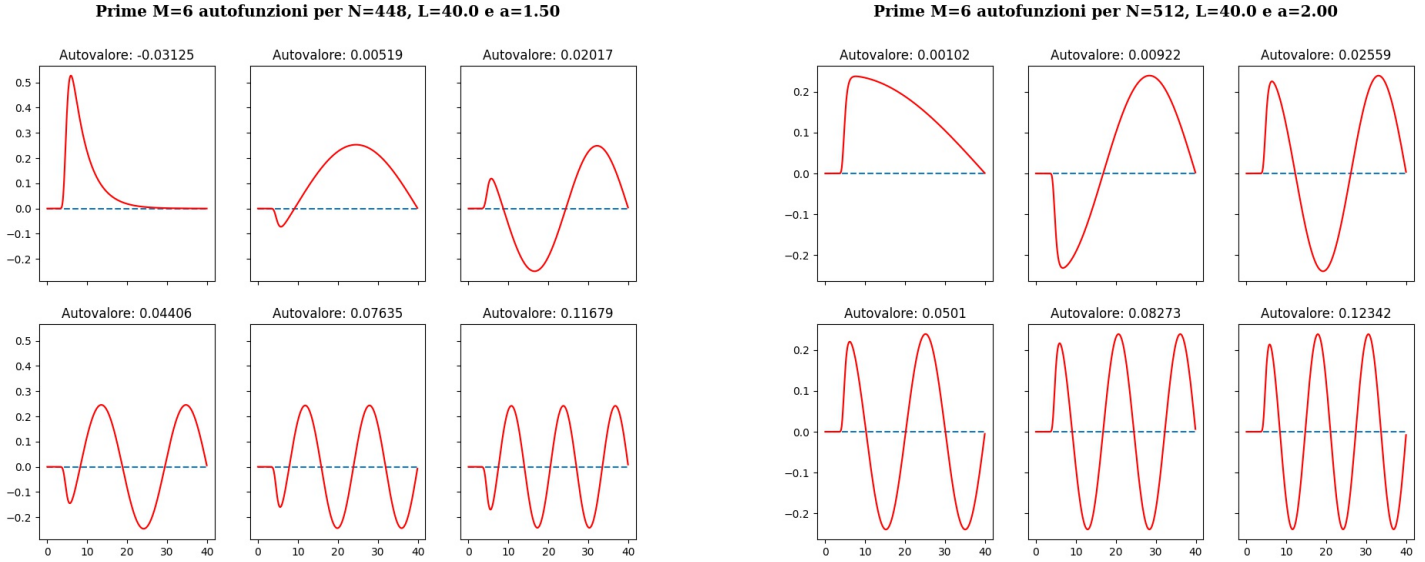 Prime M=6 autofunzioni per N=448, L=40.0 e a=1.50
Autovalore: -0.03125
Autovalore: 0.00519
Autovalore: 0.02017
0.5
0.4
0.3
0.2
0.1
0.0
−0.1
−0.2
Autovalore: 0.04406
Autovalore: 0.07635
Autovalore: 0.11679
0.5
0.4
0.3
0.2
0.1
0.0
−0.1
−0.2
0 10 20 30 40
0 10 20 30 40
0 10 20 30 40
Prime M=6 autofunzioni per N=512, L=40.0 e a=2.00
Autovalore: 0.00102
Autovalore: 0.00922
Autovalore: 0.02559
0.2
0.1
0.0
−0.1
−0.2
Autovalore: 0.0501
Autovalore: 0.08273
Autovalore: 0.12342
0.2
0.1
0.0
−0.1
−0.2
0 10 20 30 40
0 10 20 30 40
0 10 20 30 40